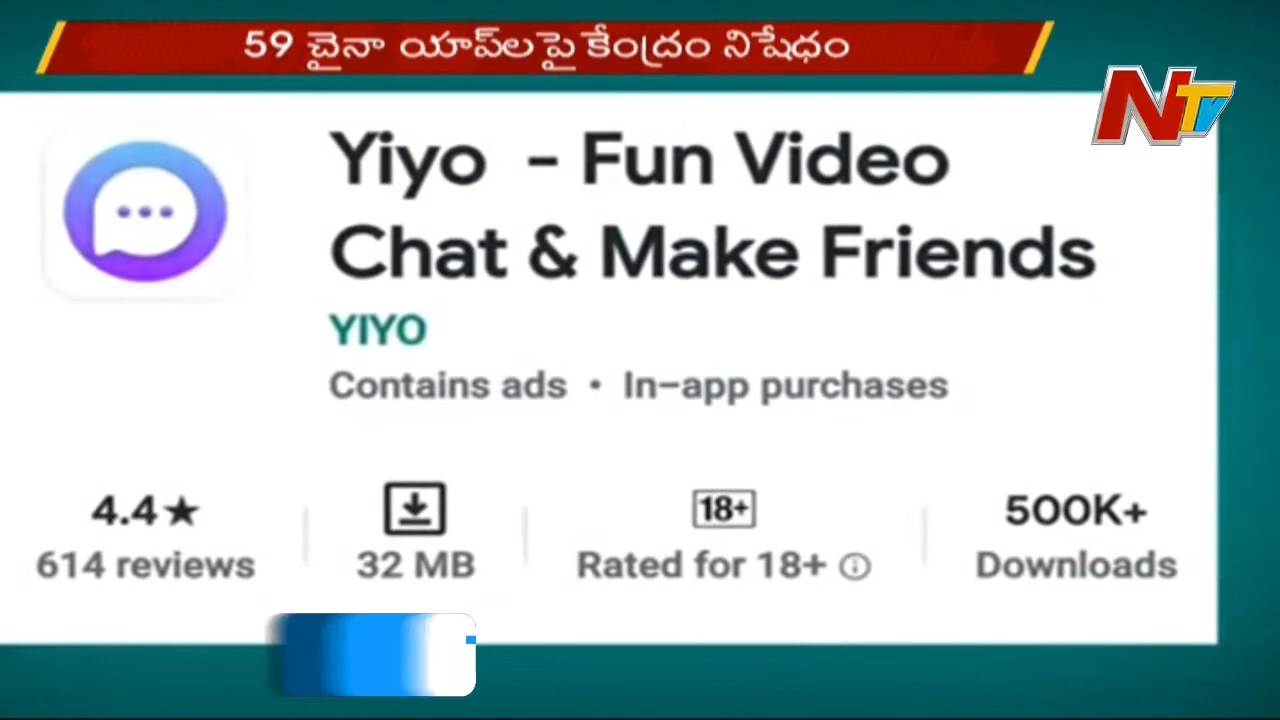 59 చైనా యాప్‌లపై కేంద్రం నిషేధం
NTV
Yiyo - Fun Video
Chat & Make Friends
YIYO
Contains ads • In-app purchases
4.4★
614 reviews
32 MB
18+
Rated for 18+
500K+
Downloads